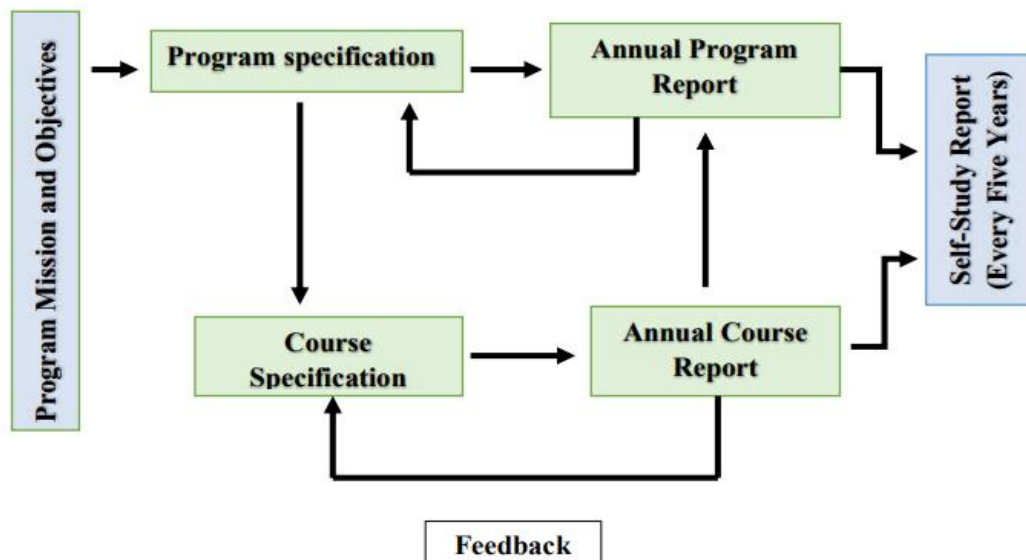 Program Mission and Objectives
Program specification
Annual Program
Report
Self-Study Report
(Every Five Years)
Course
Specification
Annual Course
Report
Feedback